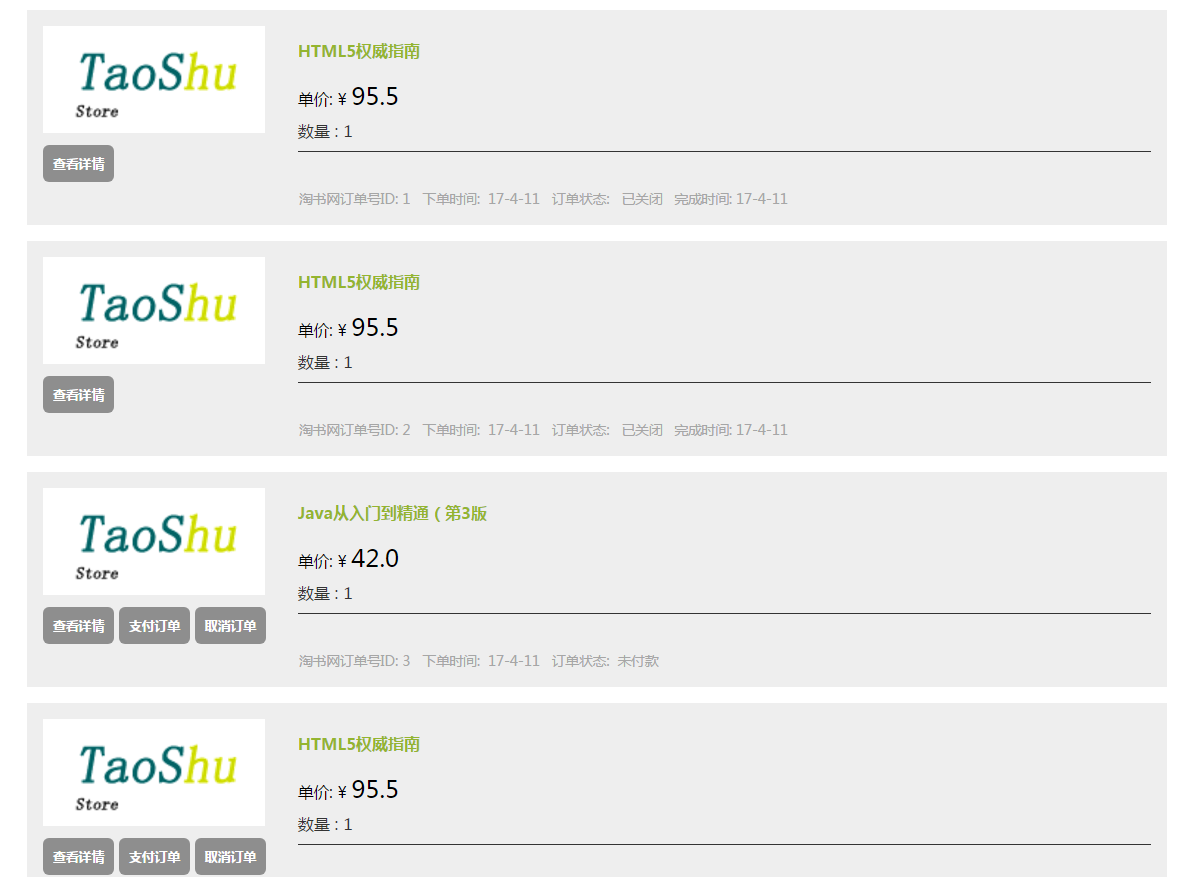 TaoShu
Store
HTML5权威指南
单价: ¥ 95.5
数量 : 1
查看详情
淘书网订单号ID: 1 下单时间: 17-4-11 订单状态: 已关闭 完成时间: 17-4-11
TaoShu
Store
HTML5权威指南
单价: ¥ 95.5
数量 : 1
查看详情
淘书网订单号ID: 2 下单时间: 17-4-11 订单状态: 已关闭 完成时间: 17-4-11
TaoShu
Store
Java从入门到精通（第3版
单价: ¥ 42.0
数量 : 1
查看详情 支付订单 取消订单
淘书网订单号ID: 3 下单时间: 17-4-11 订单状态: 未付款
TaoShu
Store
HTML5权威指南
单价: ¥ 95.5
数量 : 1
查看详情 支付订单 取消订单